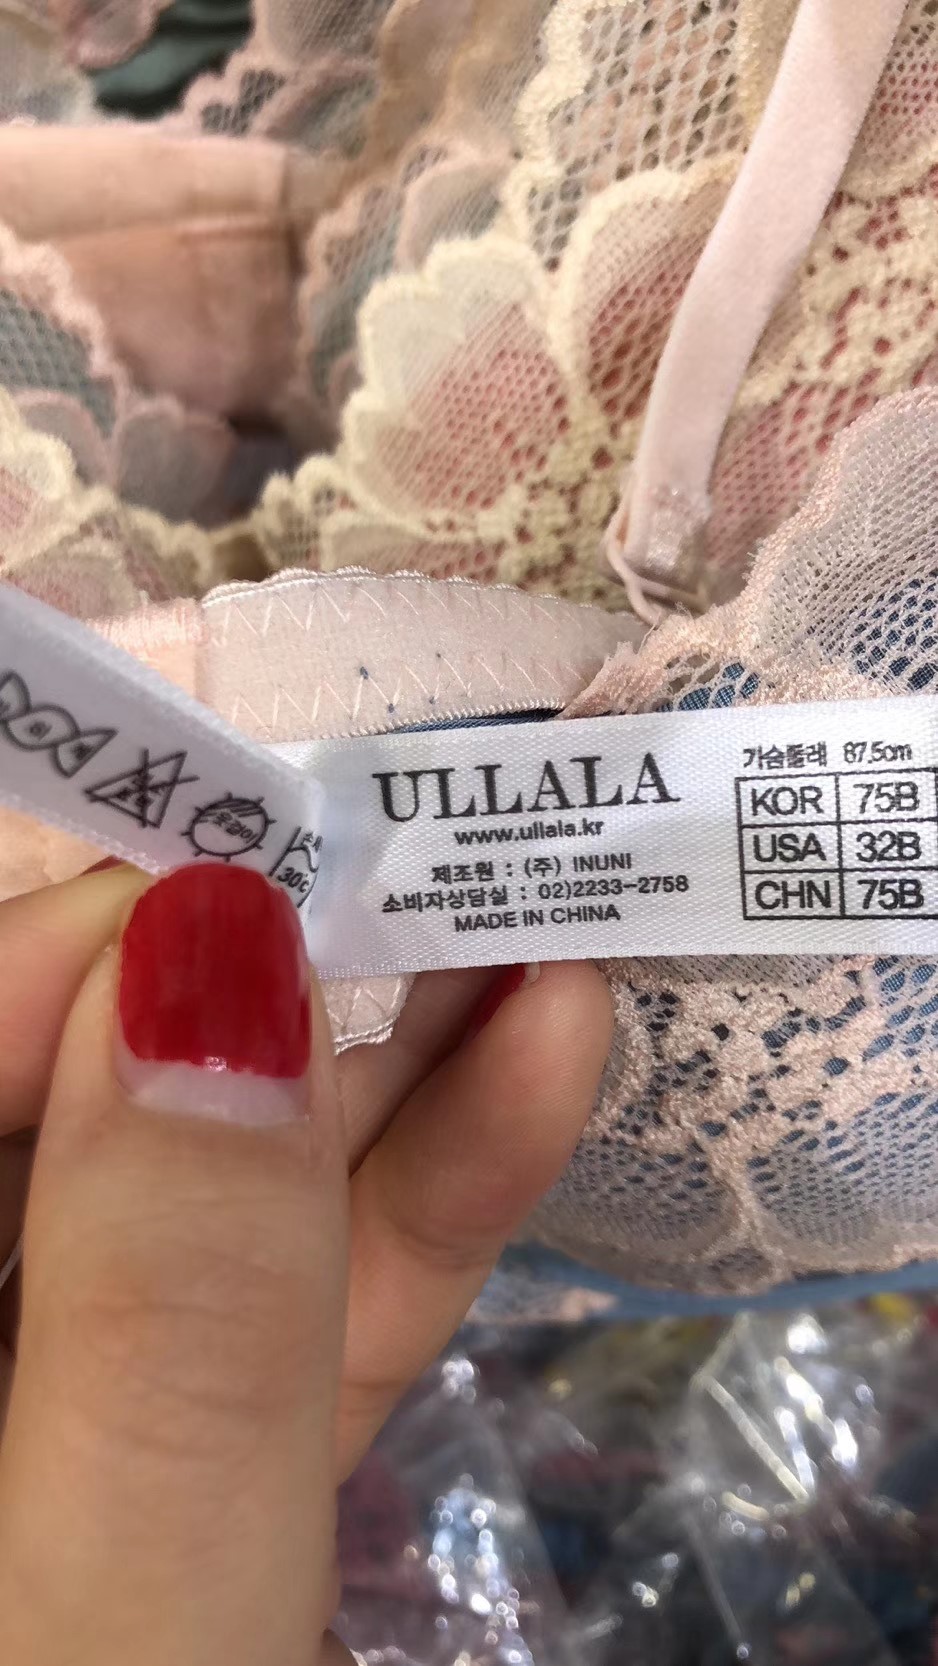 ULLALA
www.ullala.kr
제조원 : (주) INUNI
소비자상담실 : 02)2233-2758
MADE IN CHINA
가슴둘레 87.5cm
KOR 75B
USA 32B
CHN 75B
30°C